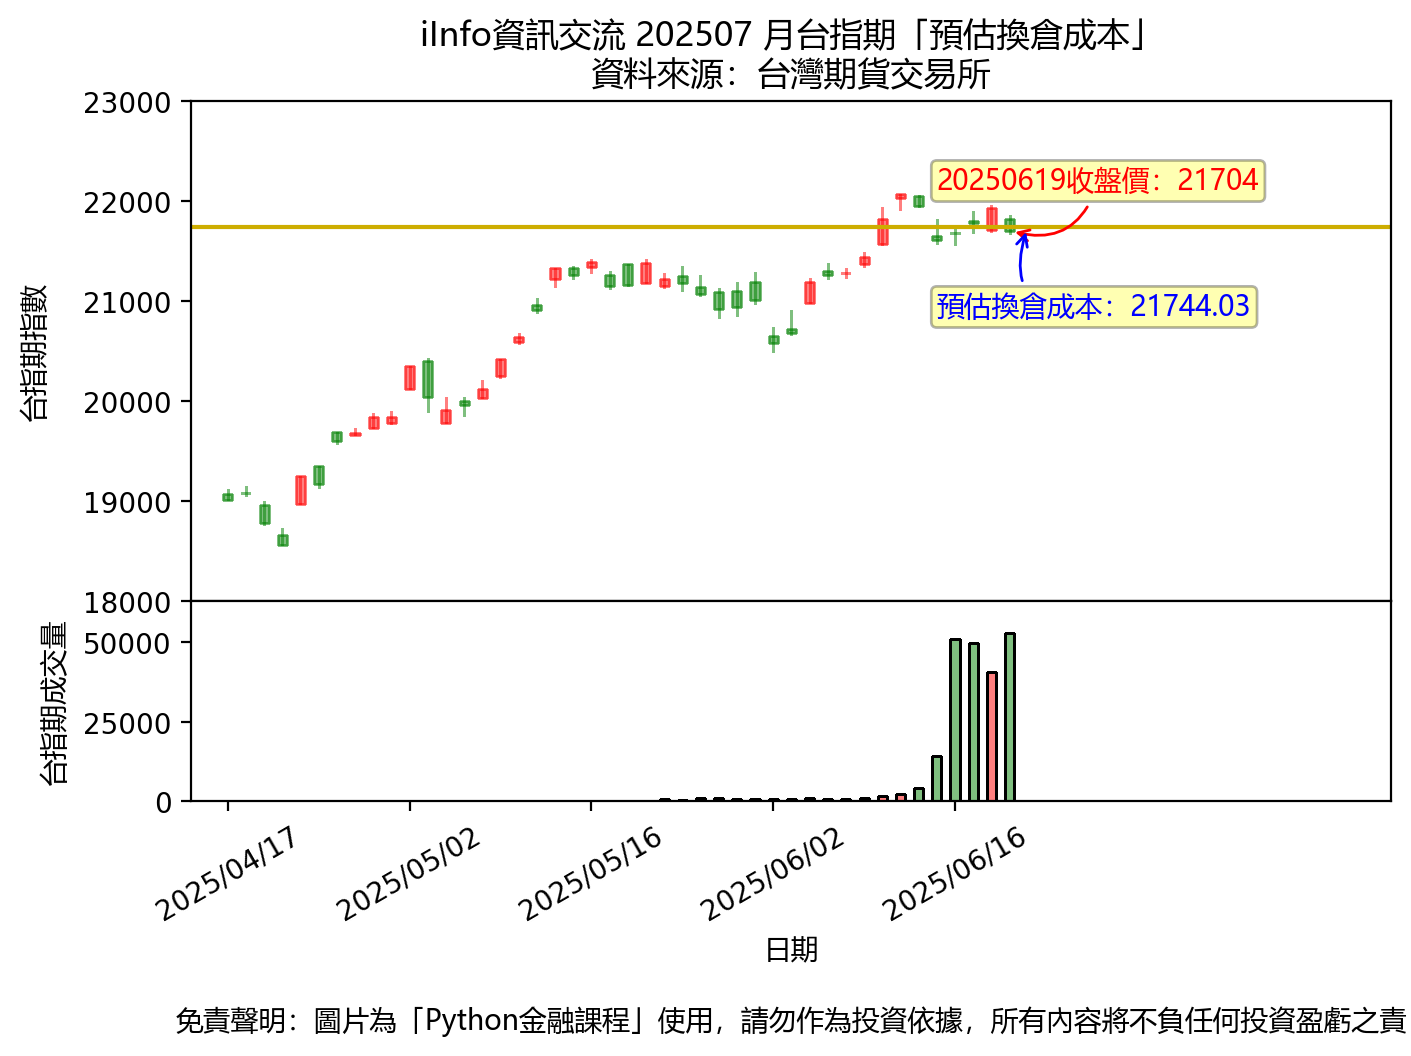 iInfo資訊交流 202507 月台指期「預估換倉成本」
資料來源：台灣期貨交易所
台指期指數
23000
22000
21000
20000
19000
18000
20250619收盤價：21704
預估換倉成本：21744.03
台指期成交量
50000
25000
0
2025/04/17
2025/05/02
2025/05/16
2025/06/02
2025/06/16
日期
免責聲明：圖片為「Python金融課程」使用，請勿作為投資依據，所有內容將不負任何投資盈虧之責